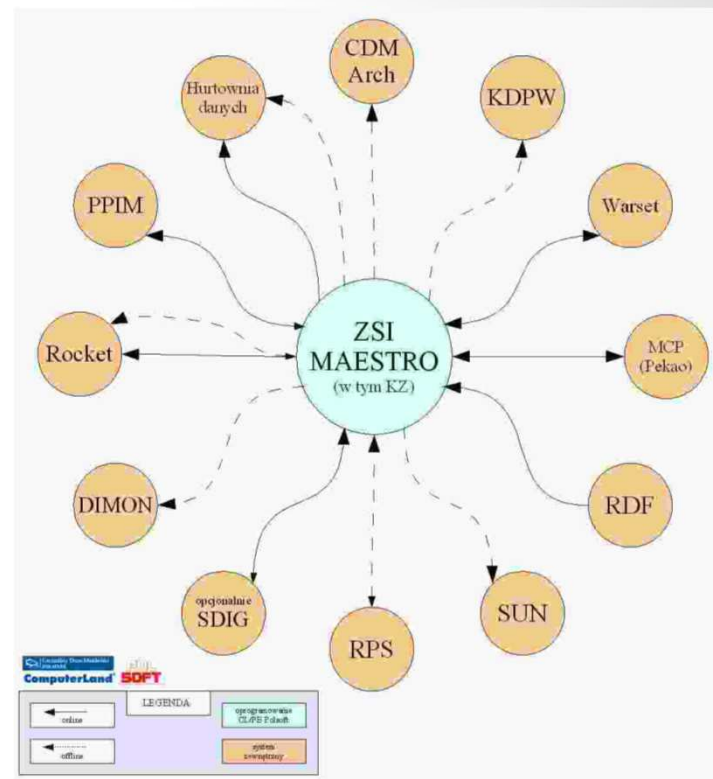 CDM
Arch
Hurtownia
danych
KDPW
PPIM
Warset
ZSI
MAESTRO
(w tym KZ)
Rocket
MCP
(Pekao)
DIMON
RDF
opcjonalnie
SDIG
RPS
SUN
ComputerLand
SOFT
LEGENDA
online
offline
oprogramowanie
CL/PB Polsoft
system
zewnętrzny